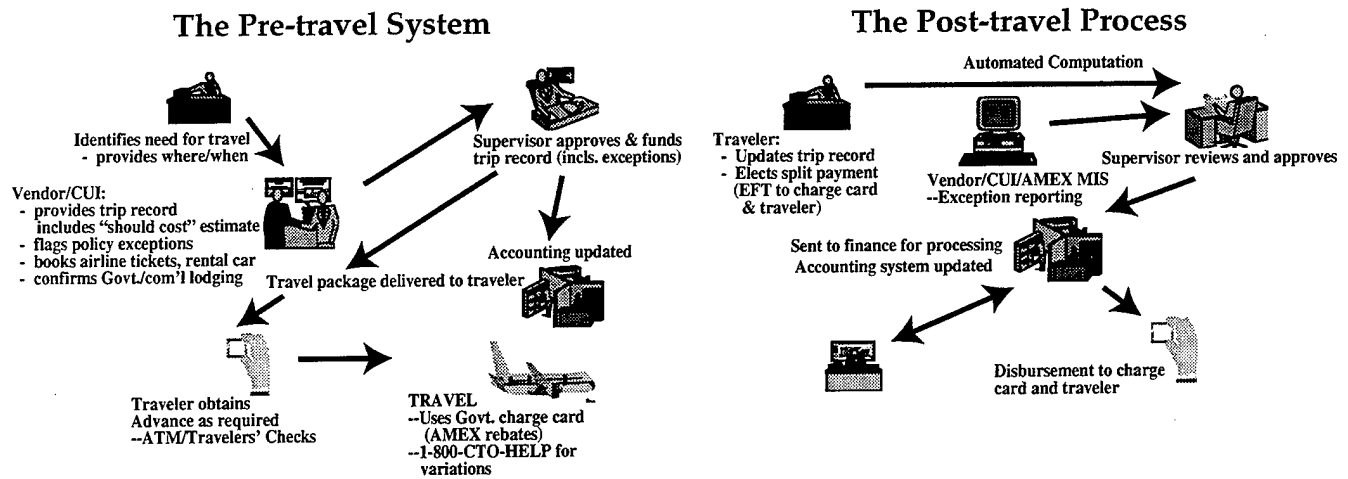 The Pre-travel System
Identifies need for travel
- provides where/when
Vendor/CUI:
- provides trip record
includes “should cost” estimate
- flags policy exceptions
- books airline tickets, rental car
- confirms Govt./com’l lodging
Supervisor approves & funds
trip record (incls. exceptions)
Accounting updated
Travel package delivered to traveler
Traveler obtains
Advance as required
--ATM/Travelers’ Checks
TRAVEL
--Uses Govt. charge card
(AMEX rebates)
--1-800-CTO-HELP for
variations
The Post-travel Process
Automated Computation
Traveler:
- Updates trip record
- Elects split payment
(EFT to charge card
& traveler)
Vendor/CUI/AMEX MIS
--Exception reporting
Supervisor reviews and approves
Sent to finance for processing
Accounting system updated
Disbursement to charge
card and traveler